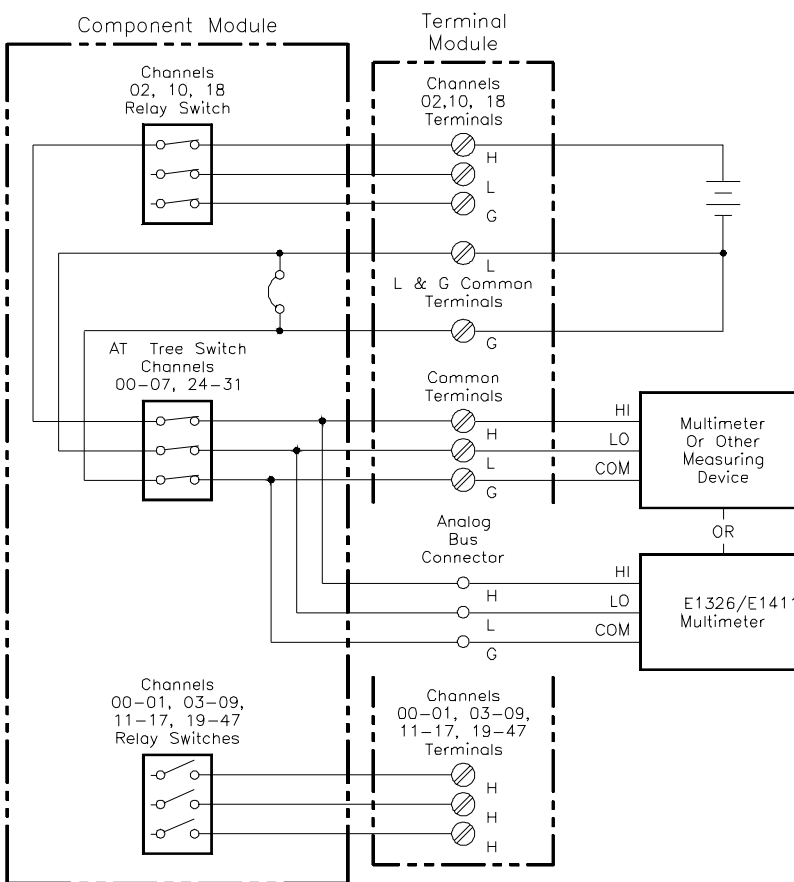 Component Module
Terminal
Module
Channels
02, 10, 18
Relay Switch
Channels
02,10, 18
Terminals
H
L
G
L
L & G Common
Terminals
G
AT Tree Switch
Channels
00-07, 24-31
Common
Terminals
H
L
G
HI
LO
COM
Multimeter
Or Other
Measuring
Device
OR
Analog
Bus
Connector
H
L
G
HI
LO
COM
E1326/E1411
Multimeter
Channels
00-01, 03-09,
11-17, 19-47
Relay Switches
Channels
00-01, 03-09,
11-17, 19-47
Terminals
H
H
H